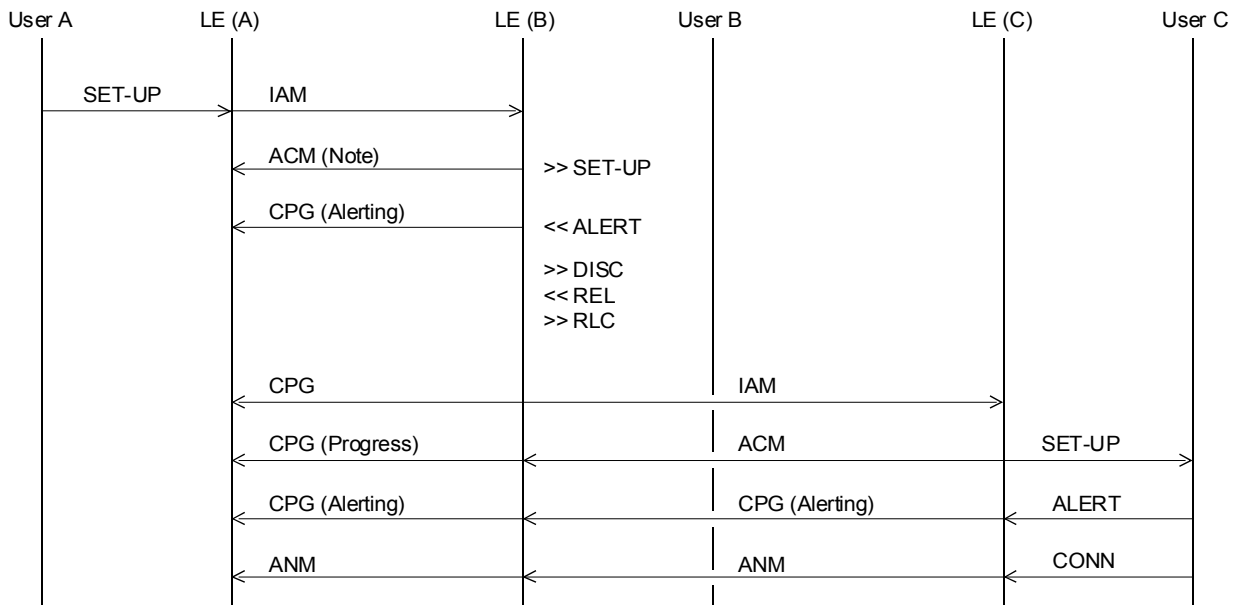 User A LE (A) LE (B) User B LE (C) User C
SET-UP IAM
ACM (Note) >> SET-UP
CPG (Alerting) << ALERT
>> DISC
<< REL
>> RLC
CPG IAM
CPG (Progress) ACM SET-UP
CPG (Alerting) CPG (Alerting) ALERT
ANM ANM CONN